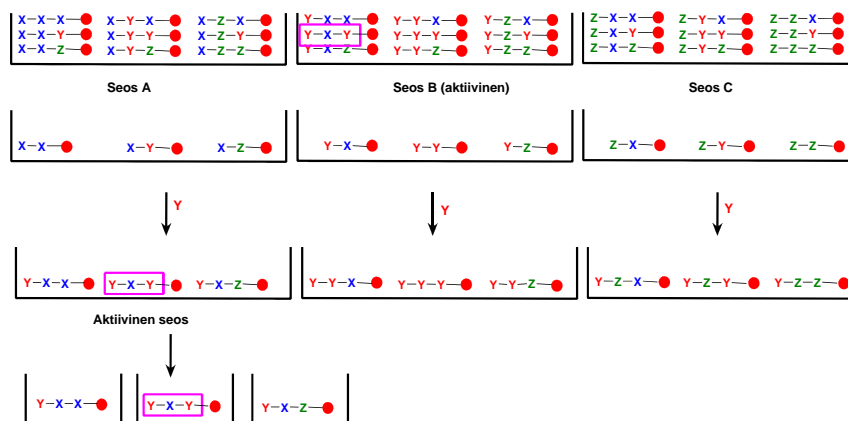 X-X-X X-Y-X X-Z-X Y-X-X Y-Y-X Y-Z-X Z-X-X Z-Y-X Z-Z-X
X-X-Y X-Y-Y X-Z-Y Y-X-Y Y-Y-Y Y-Z-Y Z-X-Y Z-Y-Y Z-Z-Y
X-X-Z X-Y-Z X-Z-Z Y-X-Z Y-Y-Z Y-Z-Z Z-X-Z Z-Y-Z Z-Z-Z
Seos A Seos B (aktiivinen) Seos C
X-X X-Y X-Z Y-X Y-Y Y-Z Z-X Z-Y Z-Z
Y Y Y
Y-X-X Y-X-Y Y-X-Z Y-Y-X Y-Y-Y Y-Y-Z Y-Z-X Y-Z-Y Y-Z-Z
Aktiivinen seos
Y-X-X Y-X-Y Y-X-Z